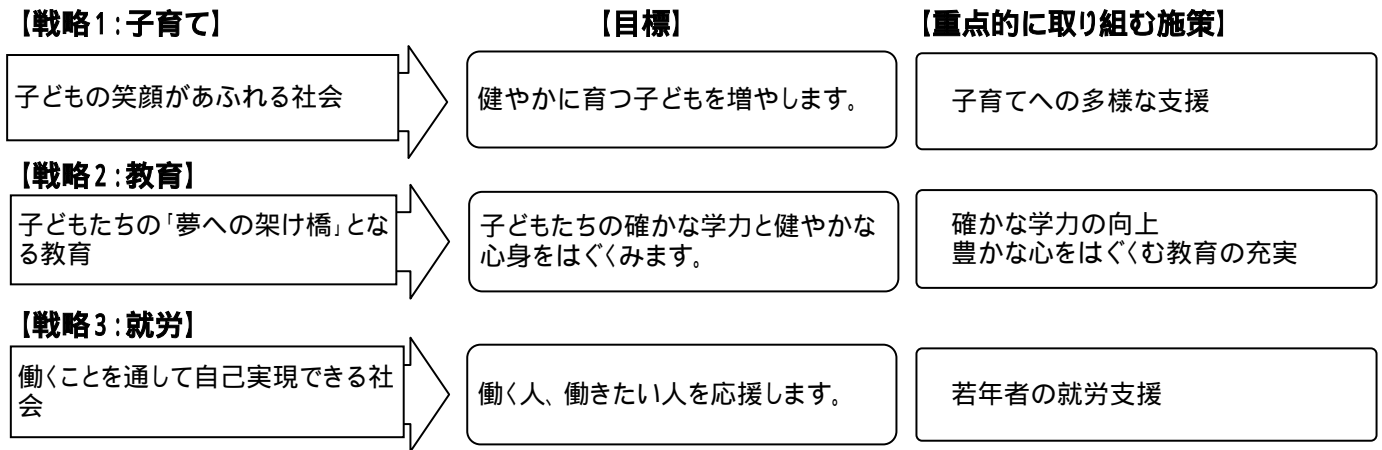 【戦略1:子育て】
【目標】
【重点的に取り組む施策】
子どもの笑顔があふれる社会
健やかに育つ子どもを増やします。
子育てへの多様な支援
【戦略2:教育】
子どもたちの「夢への架け橋」とな
る教育
子どもたちの確かな学力と健やかな
心身をはぐくみます。
確かな学力の向上
豊かな心をはぐくむ教育の充実
【戦略3:就労】
働くことを通して自己実現できる社
会
働く人、働きたい人を応援します。
若年者の就労支援